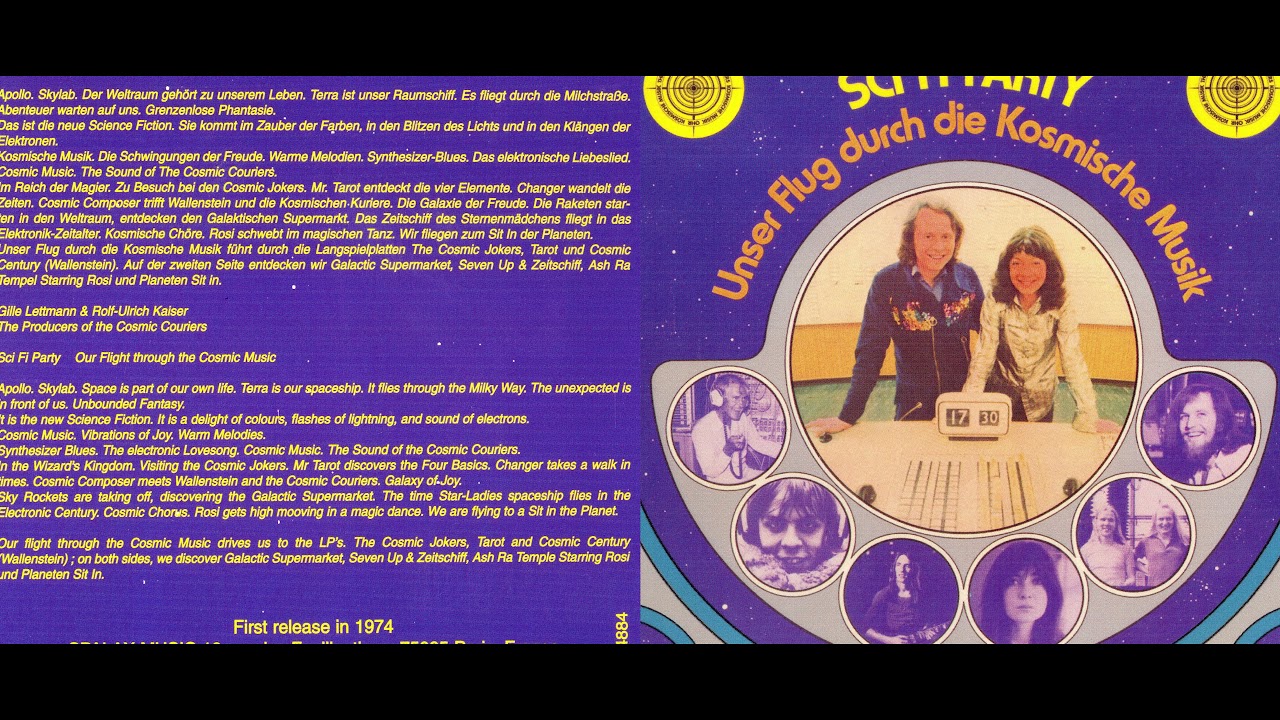 Apollo. Skylab. Der Weltraum gehört zu unserem Leben. Terra ist unser Raumschiff. Es fliegt durch die Milchstraße.
Abenteuer warten auf uns. Grenzenlose Phantasie.
Das ist die neue Science Fiction. Sie kommt im Zauber der Farben, in den Blitzen des Lichts und in den Klängen der
Elektronen.
Kosmische Musik. Die Schwingungen der Freude. Warme Melodien. Synthesizer-Blues. Das elektronische Liebeslied.
Cosmic Music. The Sound of The Cosmic Couriers.
Im Reich der Magier. Zu Besuch bei den Cosmic Jokers. Mr. Tarot entdeckt die vier Elemente. Changer wandelt die
Zeiten. Cosmic Composer trifft Wallenstein und die Kosmischen Kuriere. Die Galaxie der Freude. Die Raketen star-
ten in den Weltraum, entdecken den Galaktischen Supermarkt. Das Zeitschiff des Sternenmädchens fliegt in das
Elektronik-Zeitalter. Kosmische Chöre. Rosi schwebt im magischen Tanz. Wir fliegen zum Sit In der Planeten.
Unser Flug durch die Kosmische Musik führt durch die Langspielplatten The Cosmic Jokers, Tarot und Cosmic
Century (Wallenstein). Auf der zweiten Seite entdecken wir Galactic Supermarket, Seven Up & Zeitschiff, Ash Ra
Tempel Starring Rosi und Planeten Sit in.
Gille Lettmann & Rolf-Ulrich Kaiser
The Producers of the Cosmic Couriers
Sci Fi Party Our Flight through the Cosmic Music
Apollo. Skylab. Space is part of our own life. Terra is our spaceship. It flies through the Milky Way. The unexpected is
in front of us. Unbounded Fantasy.
It is the new Science Fiction. It is a delight of colours, flashes of lightning, and sound of electrons.
Cosmic Music. Vibrations of Joy. Warm Melodies.
Synthesizer Blues. The electronic Lovesong. Cosmic Music. The Sound of the Cosmic Couriers.
In the Wizard's Kingdom. Visiting the Cosmic Jokers. Mr Tarot discovers the Four Basics. Changer takes a walk in
times. Cosmic Composer meets Wallenstein and the Cosmic Couriers. Galaxy of Joy.
Sky Rockets are taking off, discovering the Galactic Supermarket. The time Star-Ladies spaceship flies in the
Electronic Century. Cosmic Chorus. Rosi gets high mooving in a magic dance. We are flying to a Sit in the Planet.
Our flight through the Cosmic Music drives us to the LP's. The Cosmic Jokers, Tarot and Cosmic Century
(Wallenstein) ; on both sides, we discover Galactic Supermarket, Seven Up & Zeitschiff, Ash Ra Temple Starring Rosi
und Planeten Sit In.
First release in 1974
4884
SCI FI PARTY
Unser Flug durch die Kosmische Musik
17 30